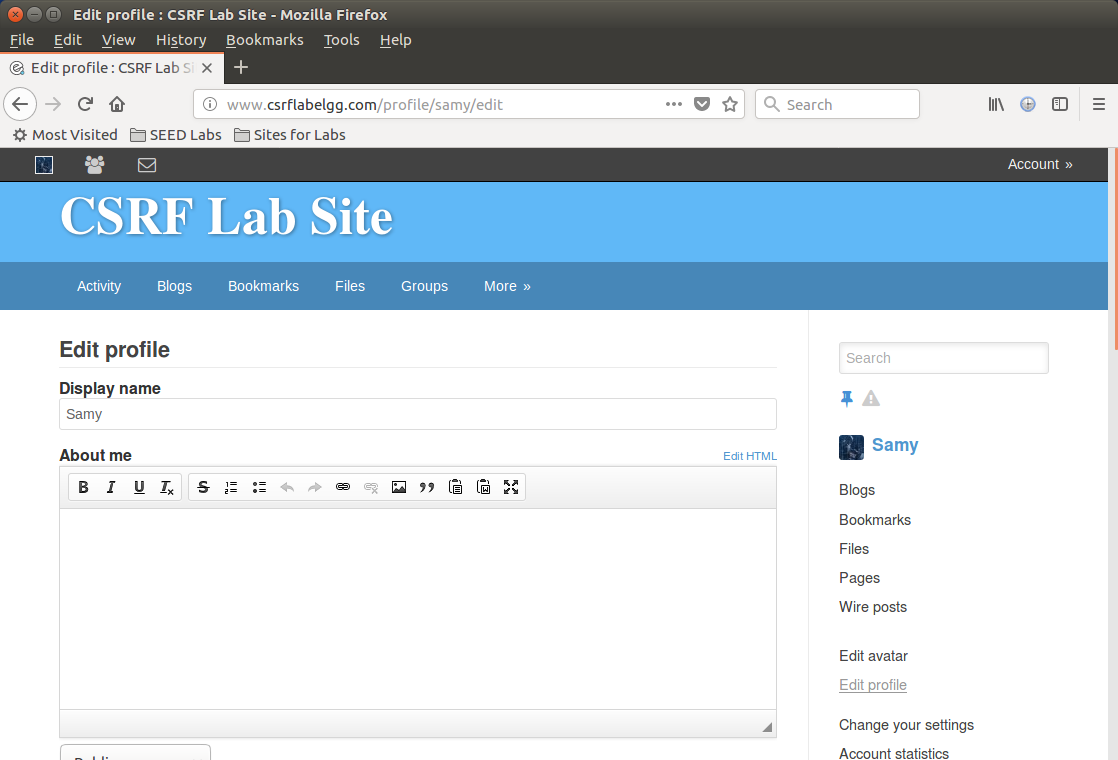 Edit profile : CSRF Lab Site - Mozilla Firefox
File Edit View History Bookmarks Tools Help
Edit profile : CSRF Lab Si
www.csrflabelgg.com/profile/samy/edit
Search
Most Visited SEED Labs Sites for Labs
Account »
CSRF Lab Site
Activity Blogs Bookmarks Files Groups More »
Edit profile
Display name
Samy
About me
Edit HTML
B I U Tx S
Search
Samy
Blogs
Bookmarks
Files
Pages
Wire posts
Edit avatar
Edit profile
Change your settings
Account statistics